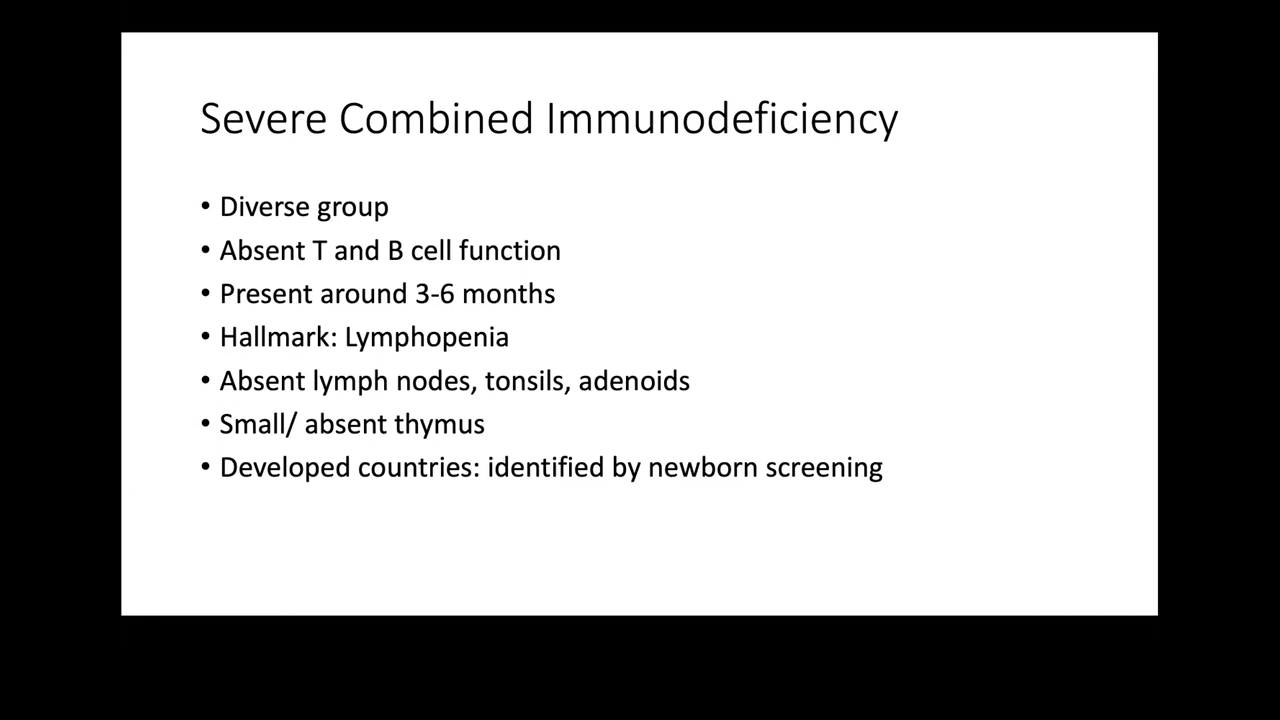 Severe Combined Immunodeficiency
• Diverse group
• Absent T and B cell function
• Present around 3-6 months
• Hallmark: Lymphopenia
• Absent lymph nodes, tonsils, adenoids
• Small/ absent thymus
• Developed countries: identified by newborn screening